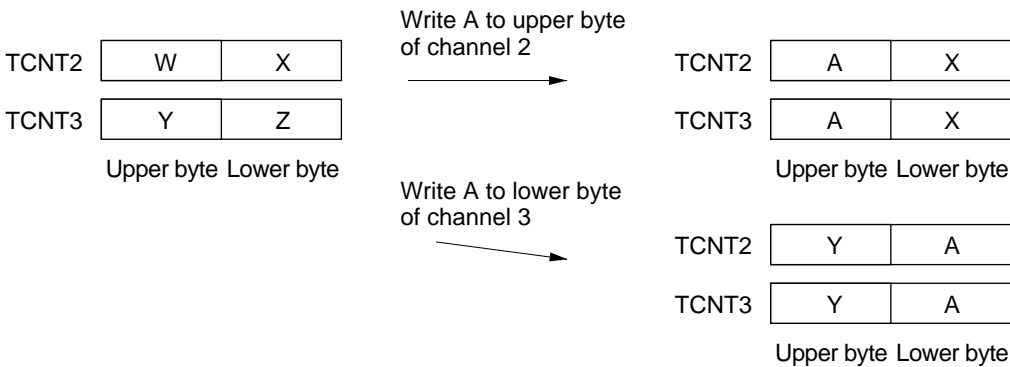 Write A to upper byte
of channel 2
TCNT2 W X
TCNT3 Y Z
Upper byte Lower byte
TCNT2 A X
TCNT3 A X
Upper byte Lower byte
Write A to lower byte
of channel 3
TCNT2 Y A
TCNT3 Y A
Upper byte Lower byte